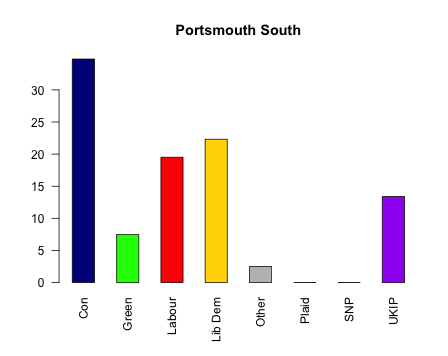 Portsmouth South
30
25
20
15
10
5
0
Con
Green
Labour
Lib Dem
Other
Plaid
SNP
UKIP